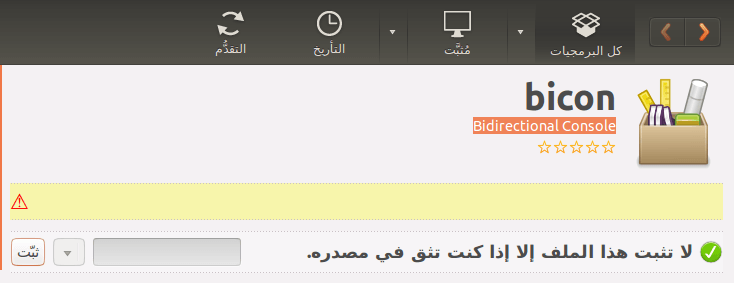 كل البرمجيات
مُثبَّت
التأريخ
التقدُّم
bicon
Bidirectional Console
لا تثبت هذا الملف إلا إذا كنت تثق في مصدره.
ثبّت